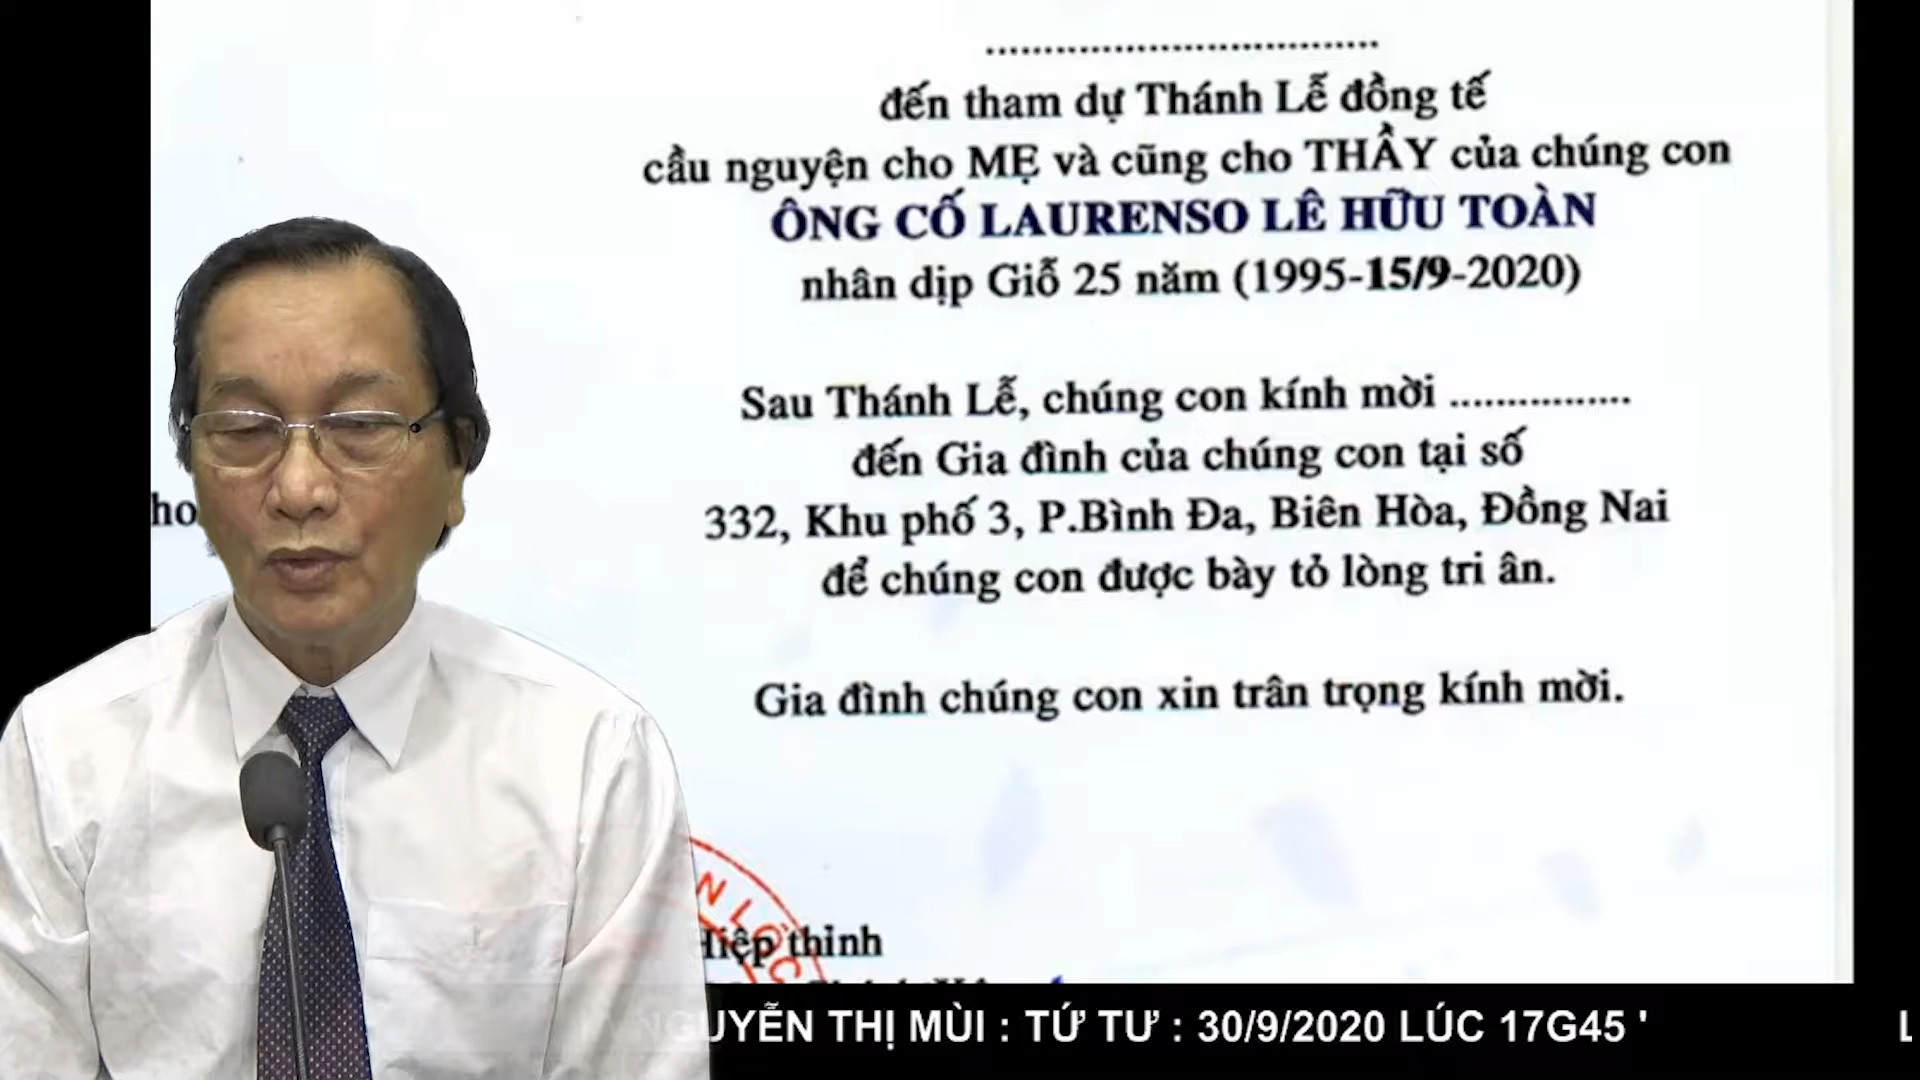 ..................................
đến tham dự Thánh Lễ đồng tế
cầu nguyện cho MẸ và cũng cho THẦY của chúng con
ÔNG CỐ LAURENSO LÊ HỮU TOÀN
nhân dịp Giỗ 25 năm (1995-15/9-2020)
Sau Thánh Lễ, chúng con kính mời ................
đến Gia đình của chúng con tại số
332, Khu phố 3, P.Bình Đa, Biên Hòa, Đồng Nai
để chúng con được bày tỏ lòng tri ân.
Gia đình chúng con xin trân trọng kính mời.
ho
N LỘC
Hiệp thỉnh
NGUYỄN THỊ MÙI : TỨ TƯ : 30/9/2020 LÚC 17G45 '